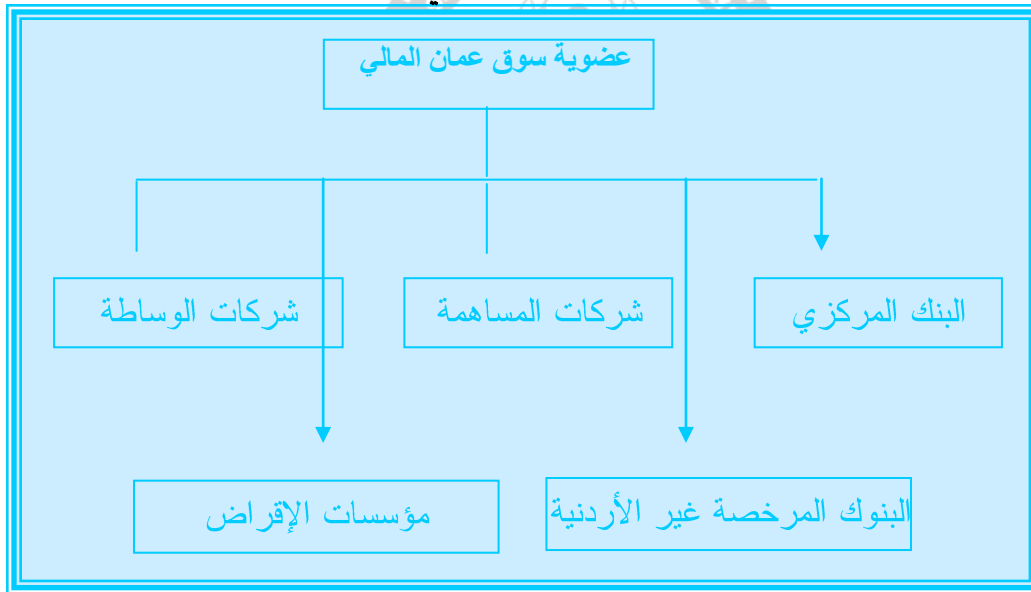 عضوية سوق عمان المالي
البنك المركزي
شركات المساهمة
شركات الوساطة
البنوك المرخصة غير الأردنية
مؤسسات الإقراض